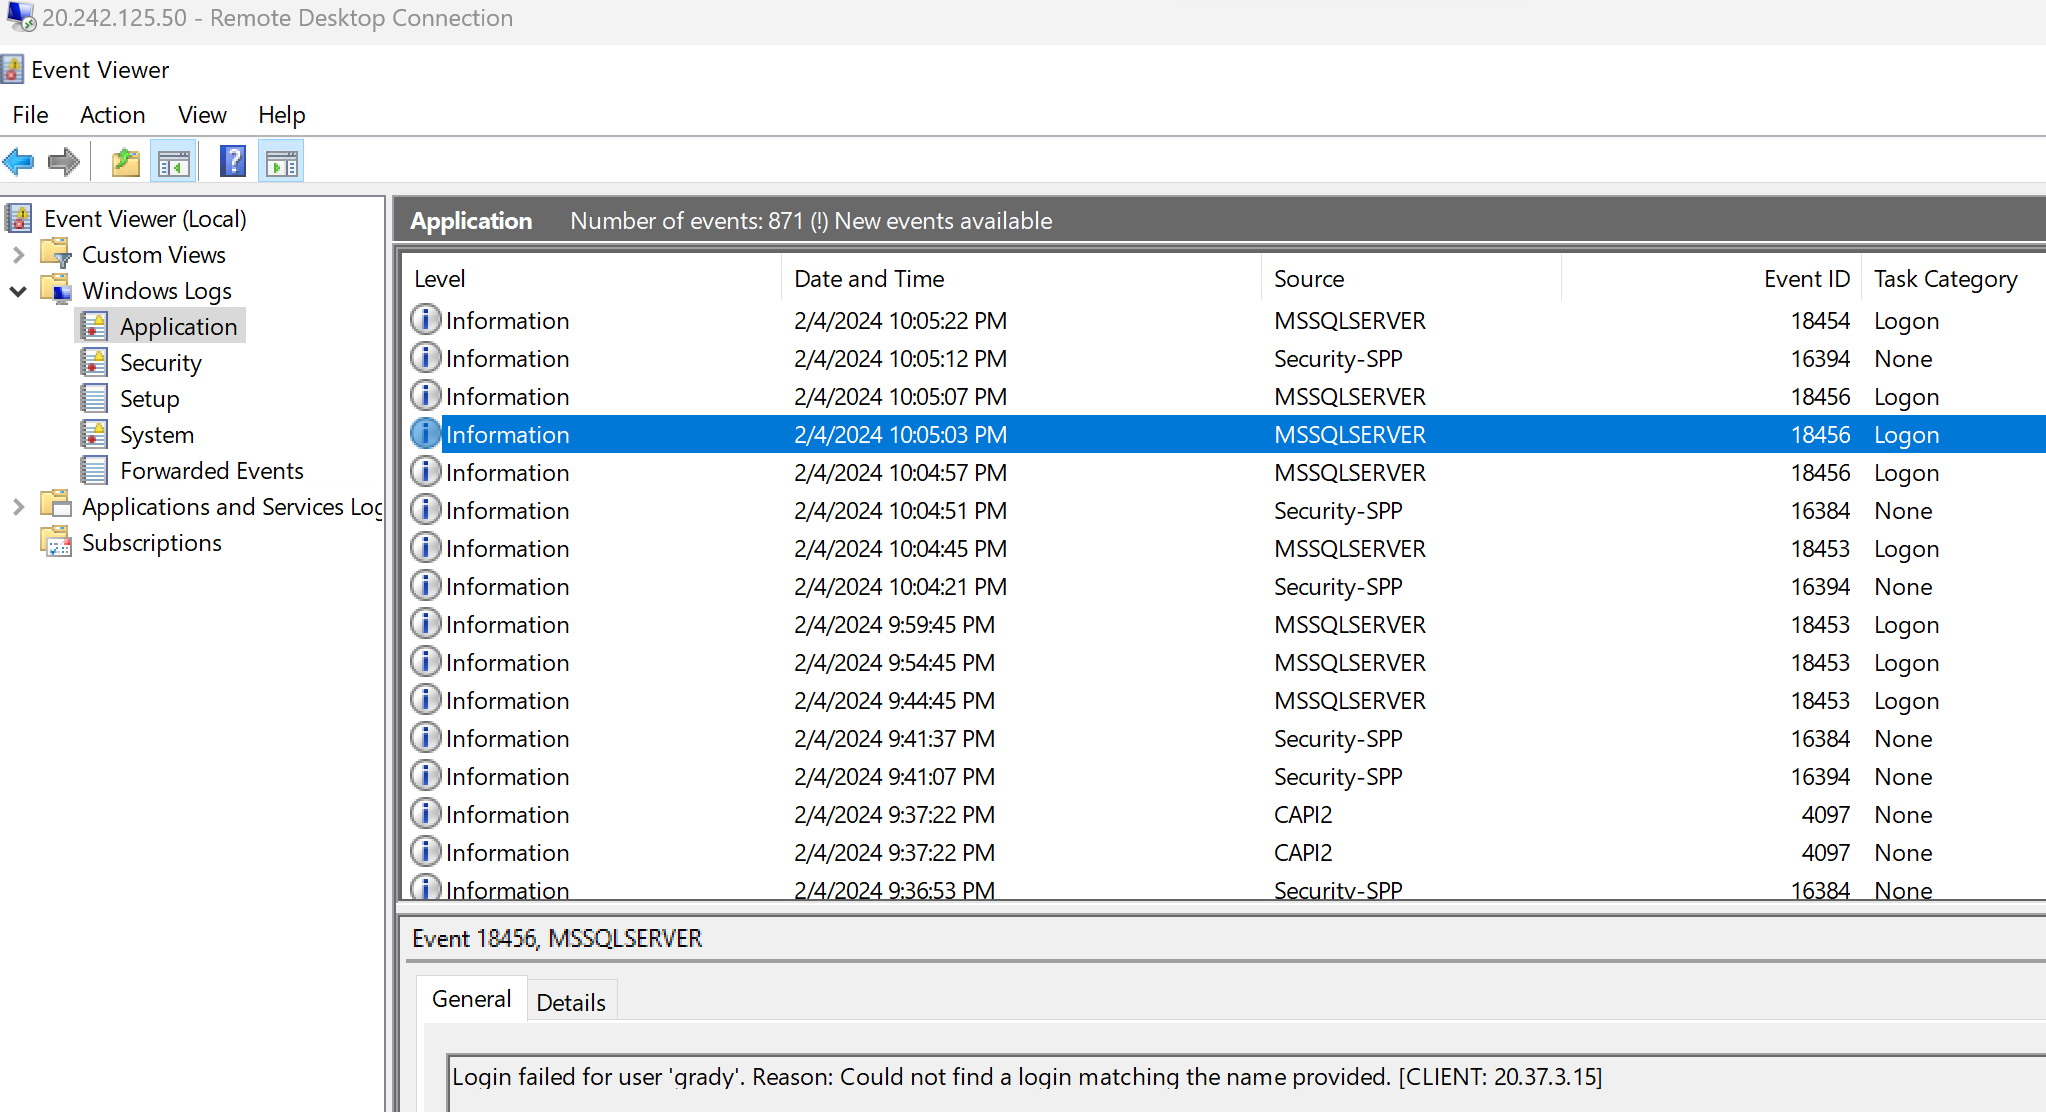 20.242.125.50 - Remote Desktop Connection
Event Viewer
File Action View Help
Event Viewer (Local)
Custom Views
Windows Logs
Application
Security
Setup
System
Forwarded Events
Applications and Services Log
Subscriptions
Application Number of events: 871 (!) New events available
Level Date and Time Source Event ID Task Category
Information 2/4/2024 10:05:22 PM MSSQLSERVER 18454 Logon
Information 2/4/2024 10:05:12 PM Security-SPP 16394 None
Information 2/4/2024 10:05:07 PM MSSQLSERVER 18456 Logon
Information 2/4/2024 10:05:03 PM MSSQLSERVER 18456 Logon
Information 2/4/2024 10:04:57 PM MSSQLSERVER 18456 Logon
Information 2/4/2024 10:04:51 PM Security-SPP 16384 None
Information 2/4/2024 10:04:45 PM MSSQLSERVER 18453 Logon
Information 2/4/2024 10:04:21 PM Security-SPP 16394 None
Information 2/4/2024 9:59:45 PM MSSQLSERVER 18453 Logon
Information 2/4/2024 9:54:45 PM MSSQLSERVER 18453 Logon
Information 2/4/2024 9:44:45 PM MSSQLSERVER 18453 Logon
Information 2/4/2024 9:41:37 PM Security-SPP 16384 None
Information 2/4/2024 9:41:07 PM Security-SPP 16394 None
Information 2/4/2024 9:37:22 PM CAPI2 4097 None
Information 2/4/2024 9:37:22 PM CAPI2 4097 None
Information 2/4/2024 9:36:53 PM Security-SPP 16384 None
Event 18456, MSSQLSERVER
General Details
Login failed for user 'grady'. Reason: Could not find a login matching the name provided. [CLIENT: 20.37.3.15]